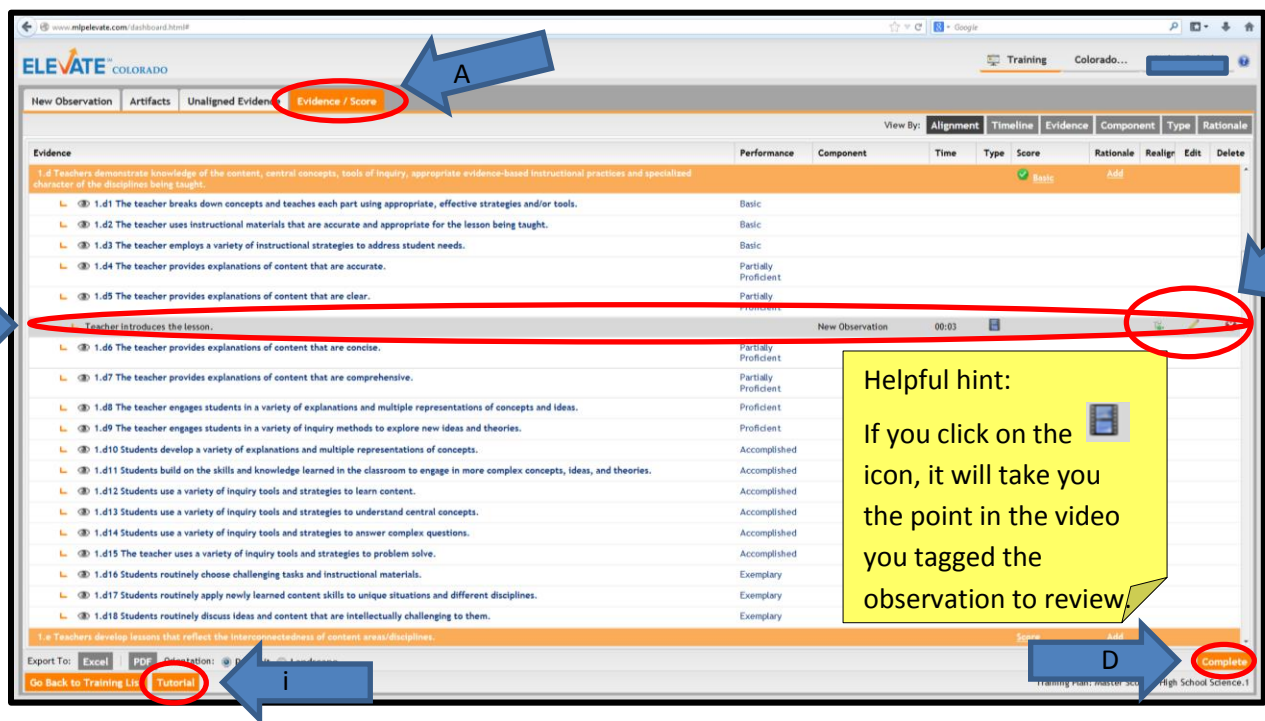 www.mlpelevate.com/dashboard.html#
Google
ELEVATE™ COLORADO
Training
Colorado...
A
New Observation
Artifacts
Unaligned Evidence
Evidence / Score
View By:
Alignment
Timeline
Evidence
Component
Type
Rationale
Evidence Performance Component Time Type Score Rationale Realign Edit Delete
1.d Teachers demonstrate knowledge of the content, central concepts, tools of inquiry, appropriate evidence-based instructional practices and specialized
character of the disciplines being taught.
Basic
Add
1.d1 The teacher breaks down concepts and teaches each part using appropriate, effective strategies and/or tools. Basic
1.d2 The teacher uses instructional materials that are accurate and appropriate for the lesson being taught. Basic
1.d3 The teacher employs a variety of instructional strategies to address student needs. Basic
1.d4 The teacher provides explanations of content that are accurate. Partially
Proficient
1.d5 The teacher provides explanations of content that are clear. Partially
Proficient
Teacher introduces the lesson. New Observation 00:03
1.d6 The teacher provides explanations of content that are concise. Partially
Proficient
1.d7 The teacher provides explanations of content that are comprehensive. Partially
Proficient
1.d8 The teacher engages students in a variety of explanations and multiple representations of concepts and ideas. Proficient
1.d9 The teacher engages students in a variety of inquiry methods to explore new ideas and theories. Proficient
1.d10 Students develop a variety of explanations and multiple representations of concepts. Accomplished
1.d11 Students build on the skills and knowledge learned in the classroom to engage in more complex concepts, ideas, and theories. Accomplished
1.d12 Students use a variety of inquiry tools and strategies to learn content. Accomplished
1.d13 Students use a variety of inquiry tools and strategies to understand central concepts. Accomplished
1.d14 Students use a variety of inquiry tools and strategies to answer complex questions. Accomplished
1.d15 The teacher uses a variety of inquiry tools and strategies to problem solve. Accomplished
1.d16 Students routinely choose challenging tasks and instructional materials. Exemplary
1.d17 Students routinely apply newly learned content skills to unique situations and different disciplines. Exemplary
1.d18 Students routinely discuss ideas and content that are intellectually challenging to them. Exemplary
1.e Teachers develop lessons that reflect the interconnectedness of content areas/disciplines. Score Add
Helpful hint:
If you click on the
icon, it will take you
the point in the video
you tagged the
observation to review.
Export To: Excel PDF Orientation: Landscape
D
Complete
Go Back to Training List
Tutorial
i
Training Plan: Master High School Science.1